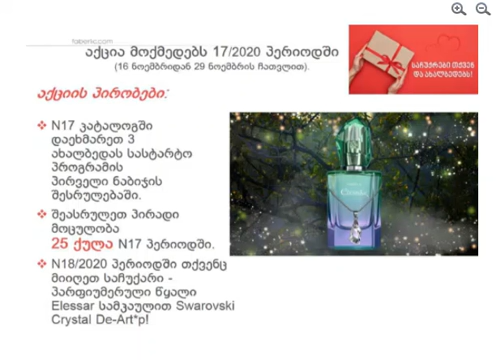 faberlic.com
აქცია მოქმედებს 17/2020 პერიოდში
(16 ნოემბრიდან 29 ნოემბრის ჩათვლით).
საჩუქრები თქვენ
და ახალბედებს!
აქციის პირობები:
❖ N17 კატალოგში
დაეხმარეთ 3
ახალბედას სასტარტო
პროგრამის
პირველი ნაბიჯის
შესრულებაში.
❖ შეასრულეთ პირადი
მოცულობა
25 ქულა N17 პერიოდში.
❖ N18/2020 პერიოდში თქვენც
მიიღეთ საჩუქარი -
პარფიუმერული წყალი
Elessar სამკაულით Swarovski
Crystal De-Art*p!